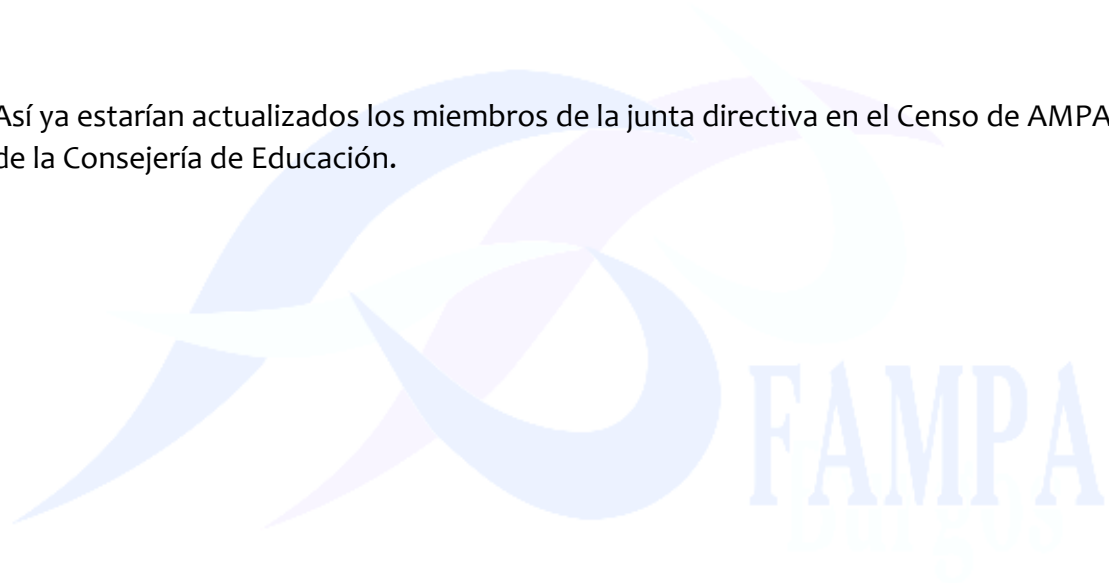 Así ya estarían actualizados los miembros de la junta directiva en el Censo de AMPA
de la Consejería de Educación.
FAMPA
Burgos